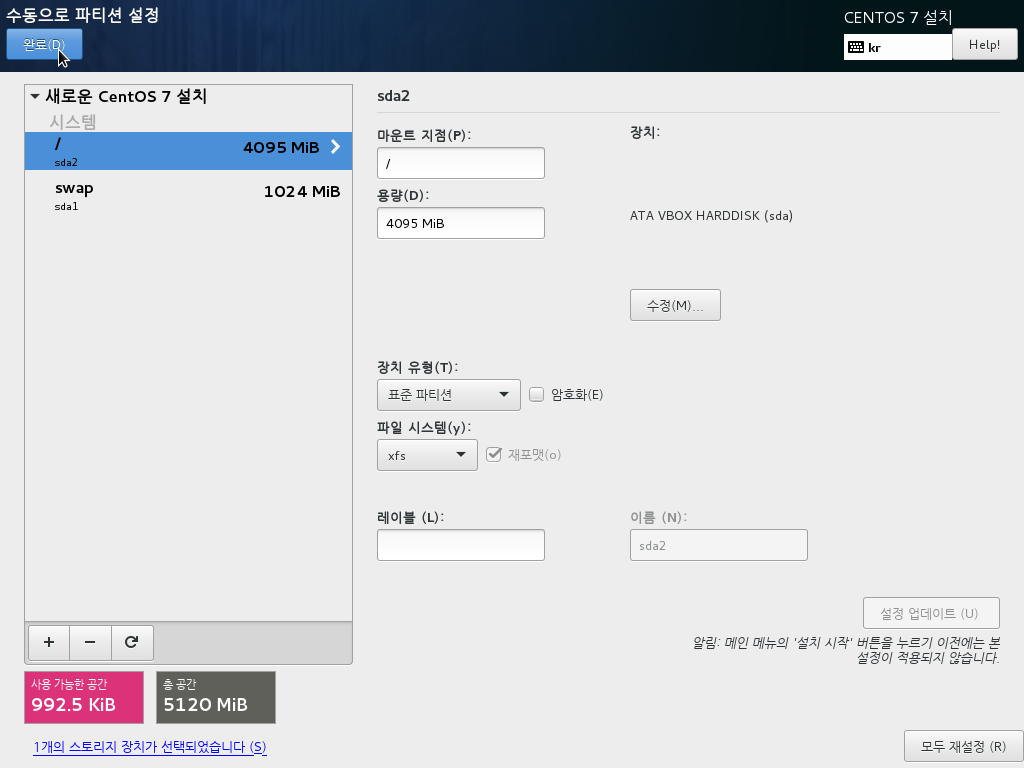 수동으로 파티션 설정
CENTOS 7 설치
완료(D)
kr
Help!
새로운 CentOS 7 설치
시스템
/
4095 MiB
sda2
swap
1024 MiB
sda1
sda2
마운트 지점(P):
/
용량(D):
4095 MiB
장치:
ATA VBOX HARDDISK (sda)
수정(M)...
장치 유형(T):
표준 파티션
암호화(E)
파일 시스템(y):
xfs
재포맷(o)
레이블 (L):
이름 (N):
sda2
설정 업데이트 (U)
알림: 메인 메뉴의 '설치 시작' 버튼을 누르기 이전에는 본
설정이 적용되지 않습니다.
+
−
사용 가능한 공간
992.5 KiB
총 공간
5120 MiB
1개의 스토리지 장치가 선택되었습니다 (S)
모두 재설정 (R)